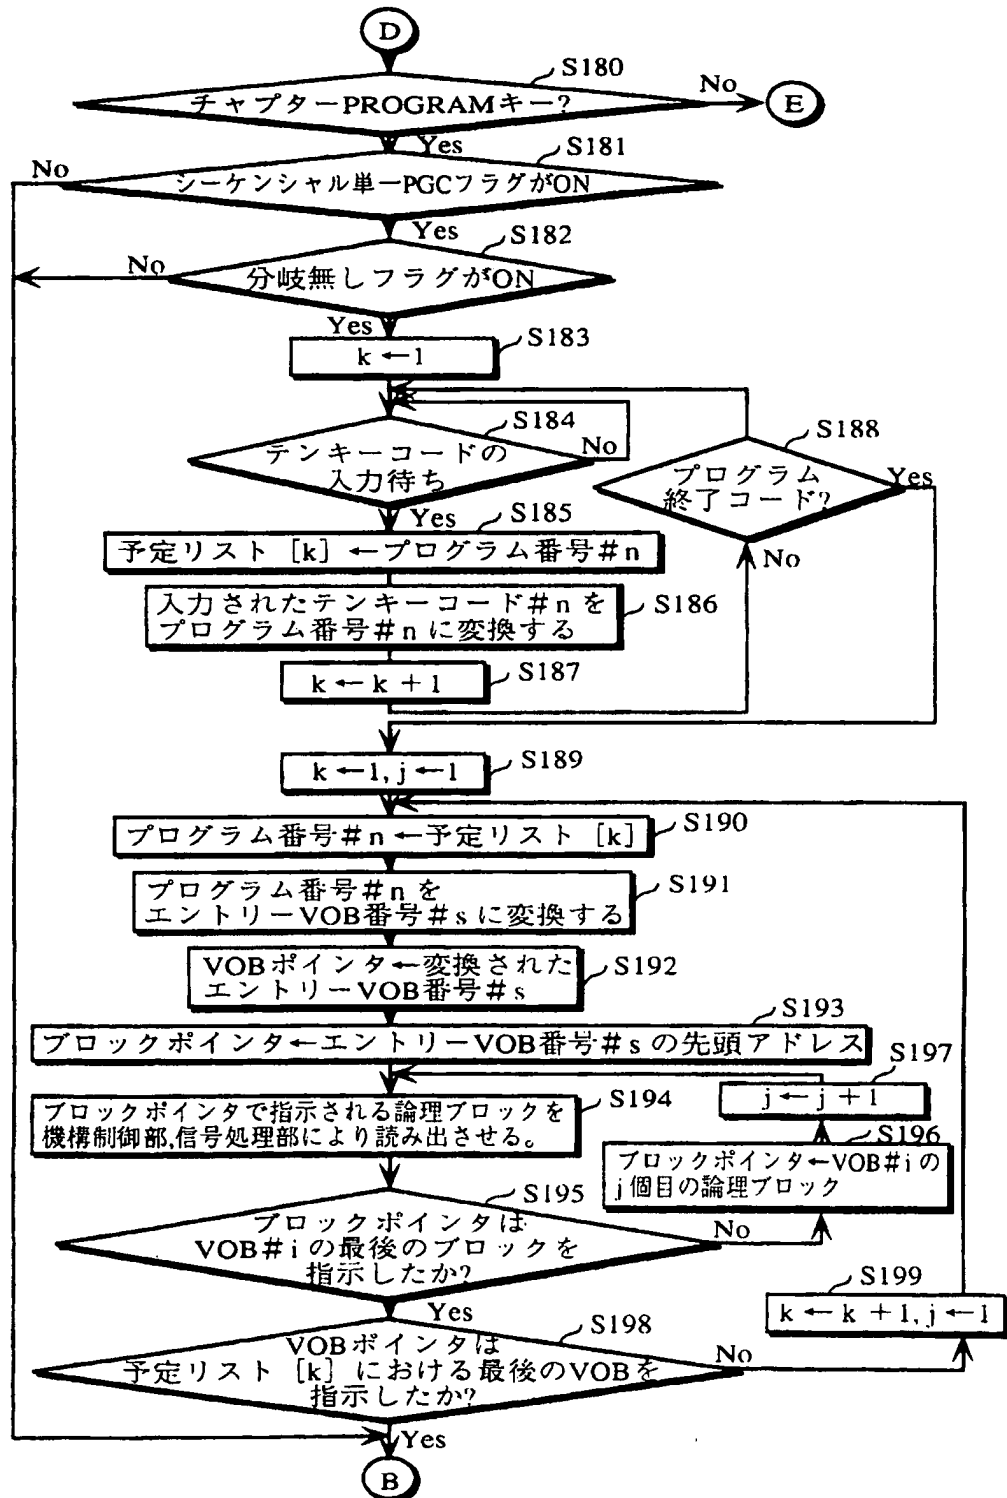 D
S180
チャプターPROGRAMキー?
No
E
Yes
S181
No
シーケンシャル単一PGCフラグがON
Yes
S182
No
分岐無しフラグがON
Yes
S183
k←1
S184
テンキーコードの
入力待ち
No
S188
プログラム
終了コード?
Yes
No
Yes
S185
予定リスト [k] ←プログラム番号#n
S186
入力されたテンキーコード#nを
プログラム番号#nに変換する
S187
k←k+1
S189
k←1,j←1
S190
プログラム番号#n←予定リスト [k]
S191
プログラム番号#nを
エントリーVOB番号#sに変換する
S192
VOBポインタ←変換された
エントリーVOB番号#s
S193
ブロックポインタ←エントリーVOB番号#sの先頭アドレス
S197
j←j+1
S194
ブロックポインタで指示される論理ブロックを
機構制御部,信号処理部により読み出させる。
S196
ブロックポインタ←VOB#iの
j個目の論理ブロック
S195
ブロックポインタは
VOB#iの最後のブロックを
指示したか?
No
Yes
S199
k←k+1,j←1
S198
VOBポインタは
予定リスト [k] における最後のVOBを
指示したか?
No
Yes
B